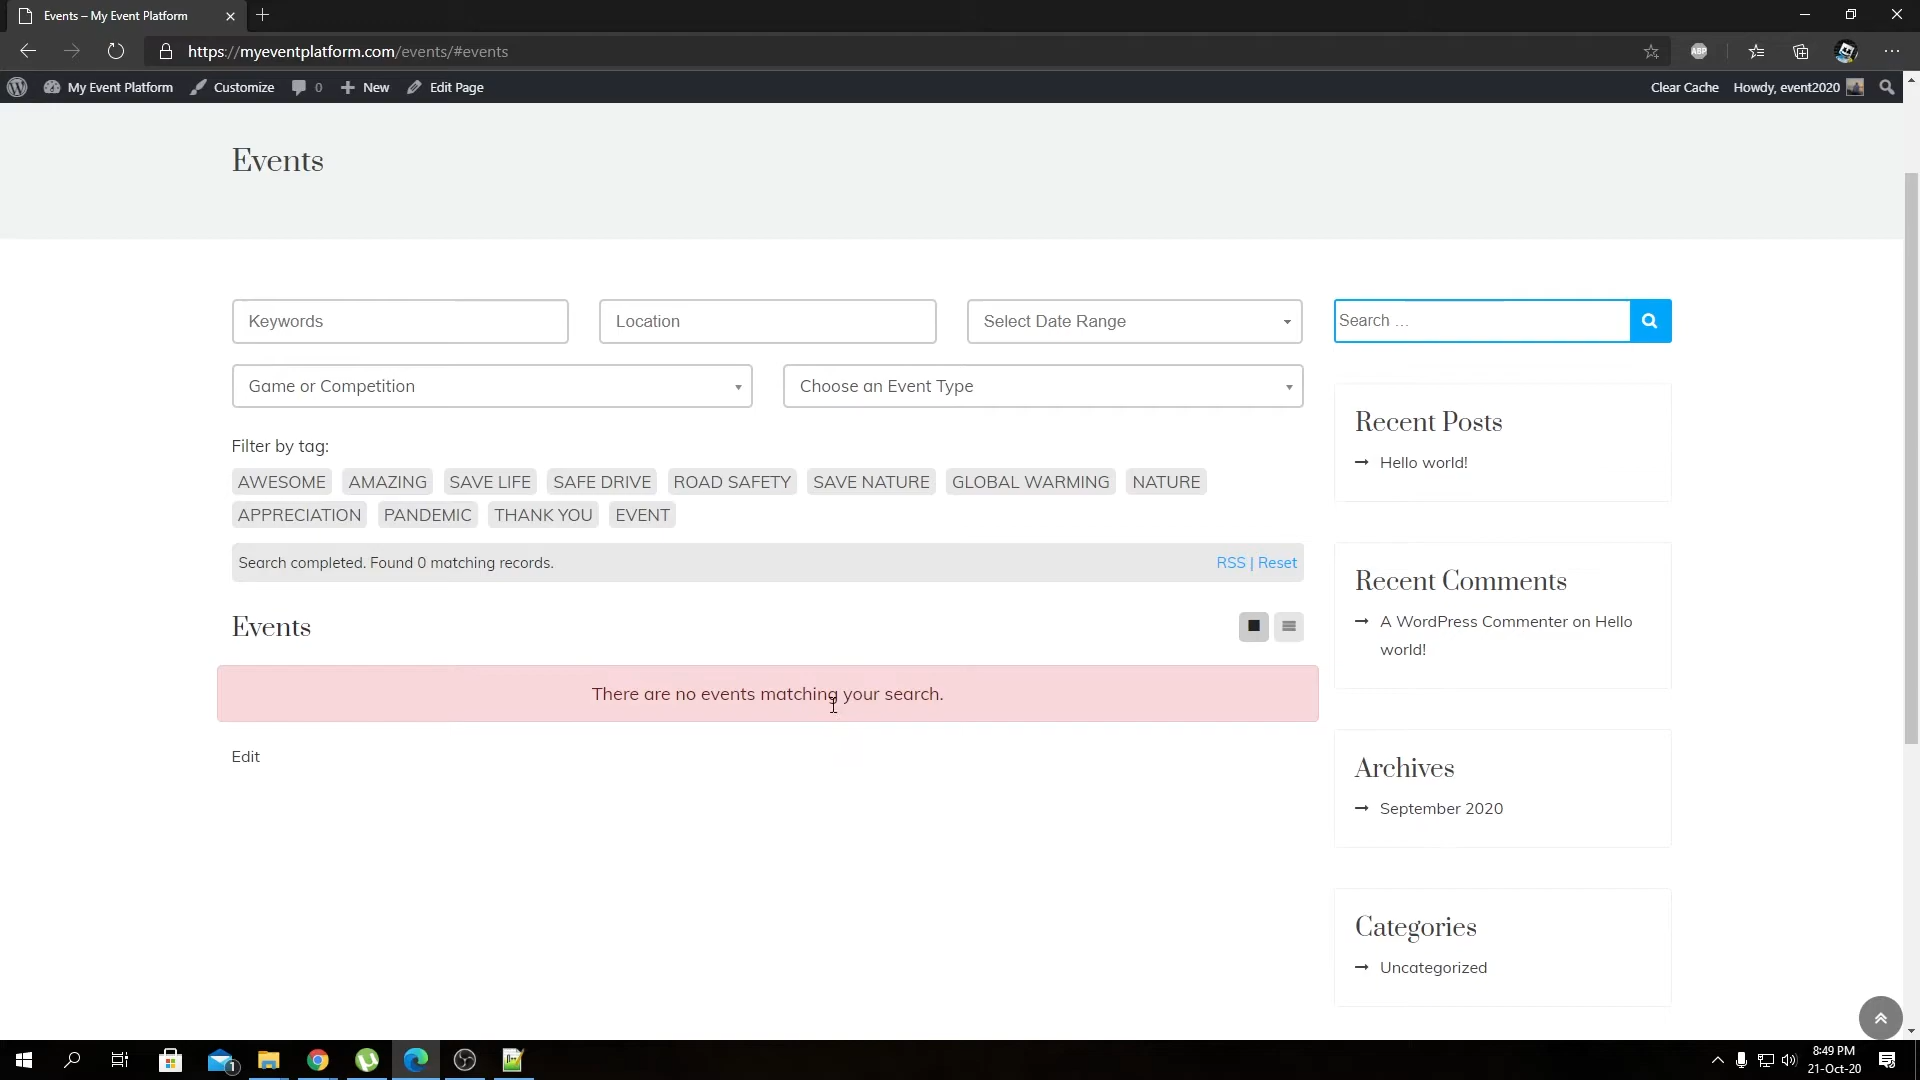 Events – My Event Platform
https://myeventplatform.com/events/#events
ABP
My Event Platform
Customize
0
New
Edit Page
Clear Cache
Howdy, event2020
Events
Keywords
Location
Select Date Range
Search …
Game or Competition
Choose an Event Type
Filter by tag:
AWESOME AMAZING SAVE LIFE SAFE DRIVE ROAD SAFETY SAVE NATURE GLOBAL WARMING NATURE
APPRECIATION PANDEMIC THANK YOU EVENT
Search completed. Found 0 matching records.
RSS | Reset
Events
There are no events matching your search.
Edit
Recent Posts
Hello world!
Recent Comments
A WordPress Commenter on Hello
world!
Archives
September 2020
Categories
Uncategorized
1
8:49 PM
21-Oct-20